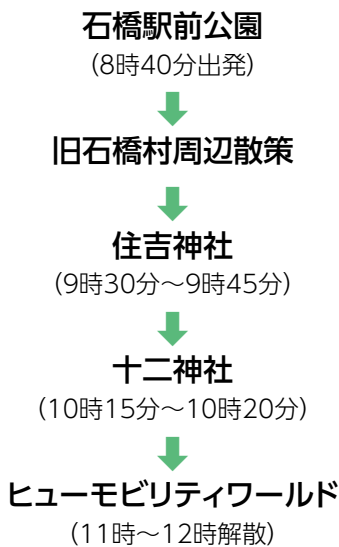 石橋駅前公園
(8時40分出発)
旧石橋村周辺散策
住吉神社
(9時30分～9時45分)
十二神社
(10時15分～10時20分)
ヒューモビリティワールド
(11時～12時解散)